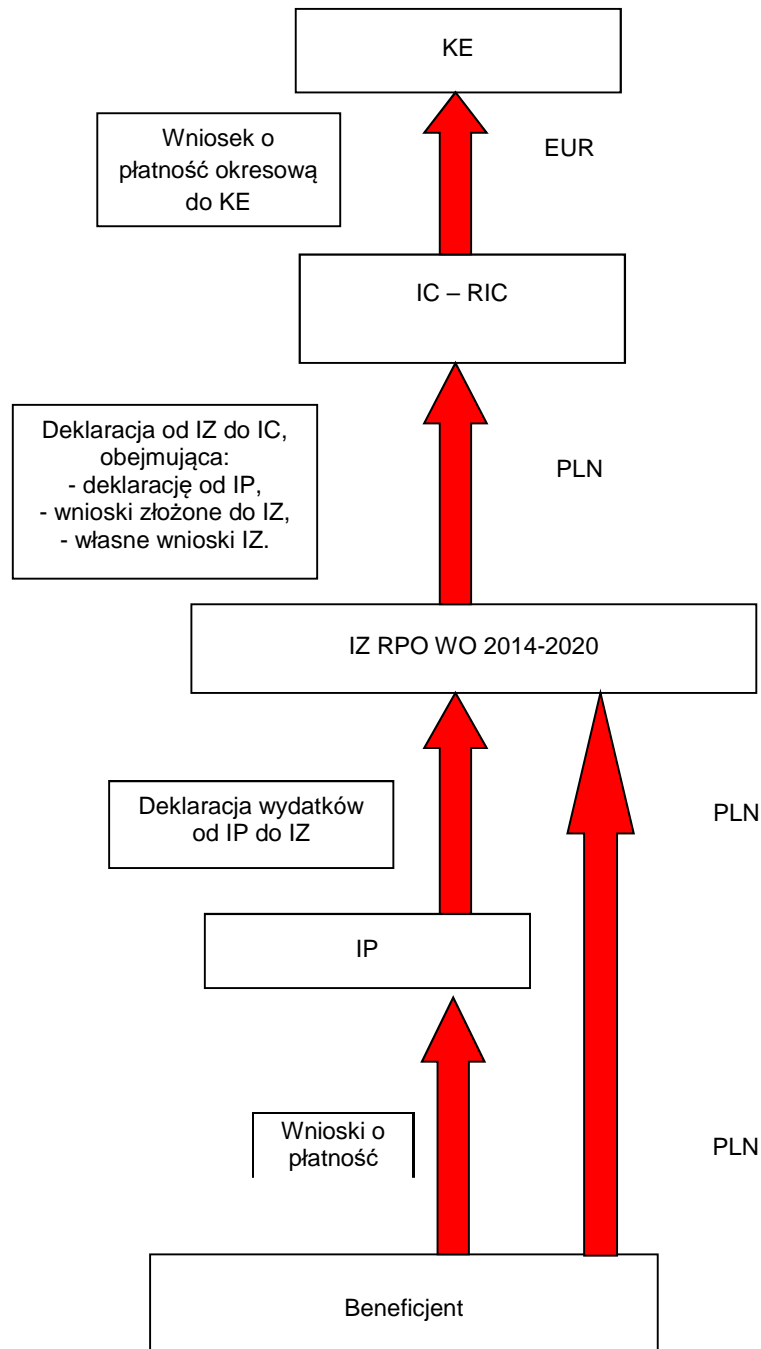 KE
Wniosek o
płatność okresową
do KE
EUR
IC – RIC
Deklaracja od IZ do IC,
obejmująca:
- deklarację od IP,
- wnioski złożone do IZ,
- własne wnioski IZ.
PLN
IZ RPO WO 2014-2020
Deklaracja wydatków
od IP do IZ
PLN
IP
Wnioski o
płatność
PLN
Beneficjent